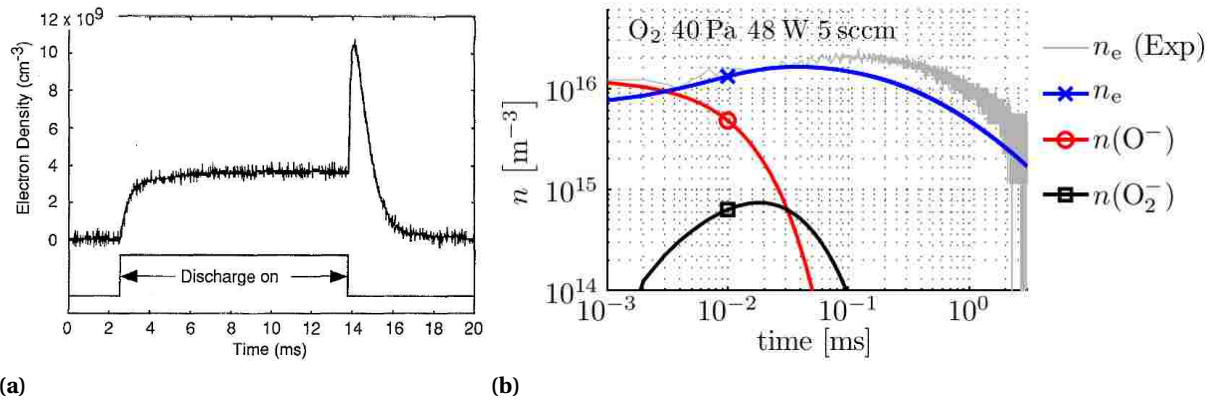 12 x 10⁹
10
8
6
4
2
0
Electron Density (cm⁻³)
Discharge on
0 2 4 6 8 10 12 14 16 18 20
Time (ms)
(a)
O₂ 40 Pa 48 W 5 sccm
10¹⁶
10¹⁵
10¹⁴
n [m⁻³]
10⁻³ 10⁻² 10⁻¹ 10⁰
time [ms]
nₑ (Exp)
nₑ
n(O⁻)
n(O₂⁻)
(b)